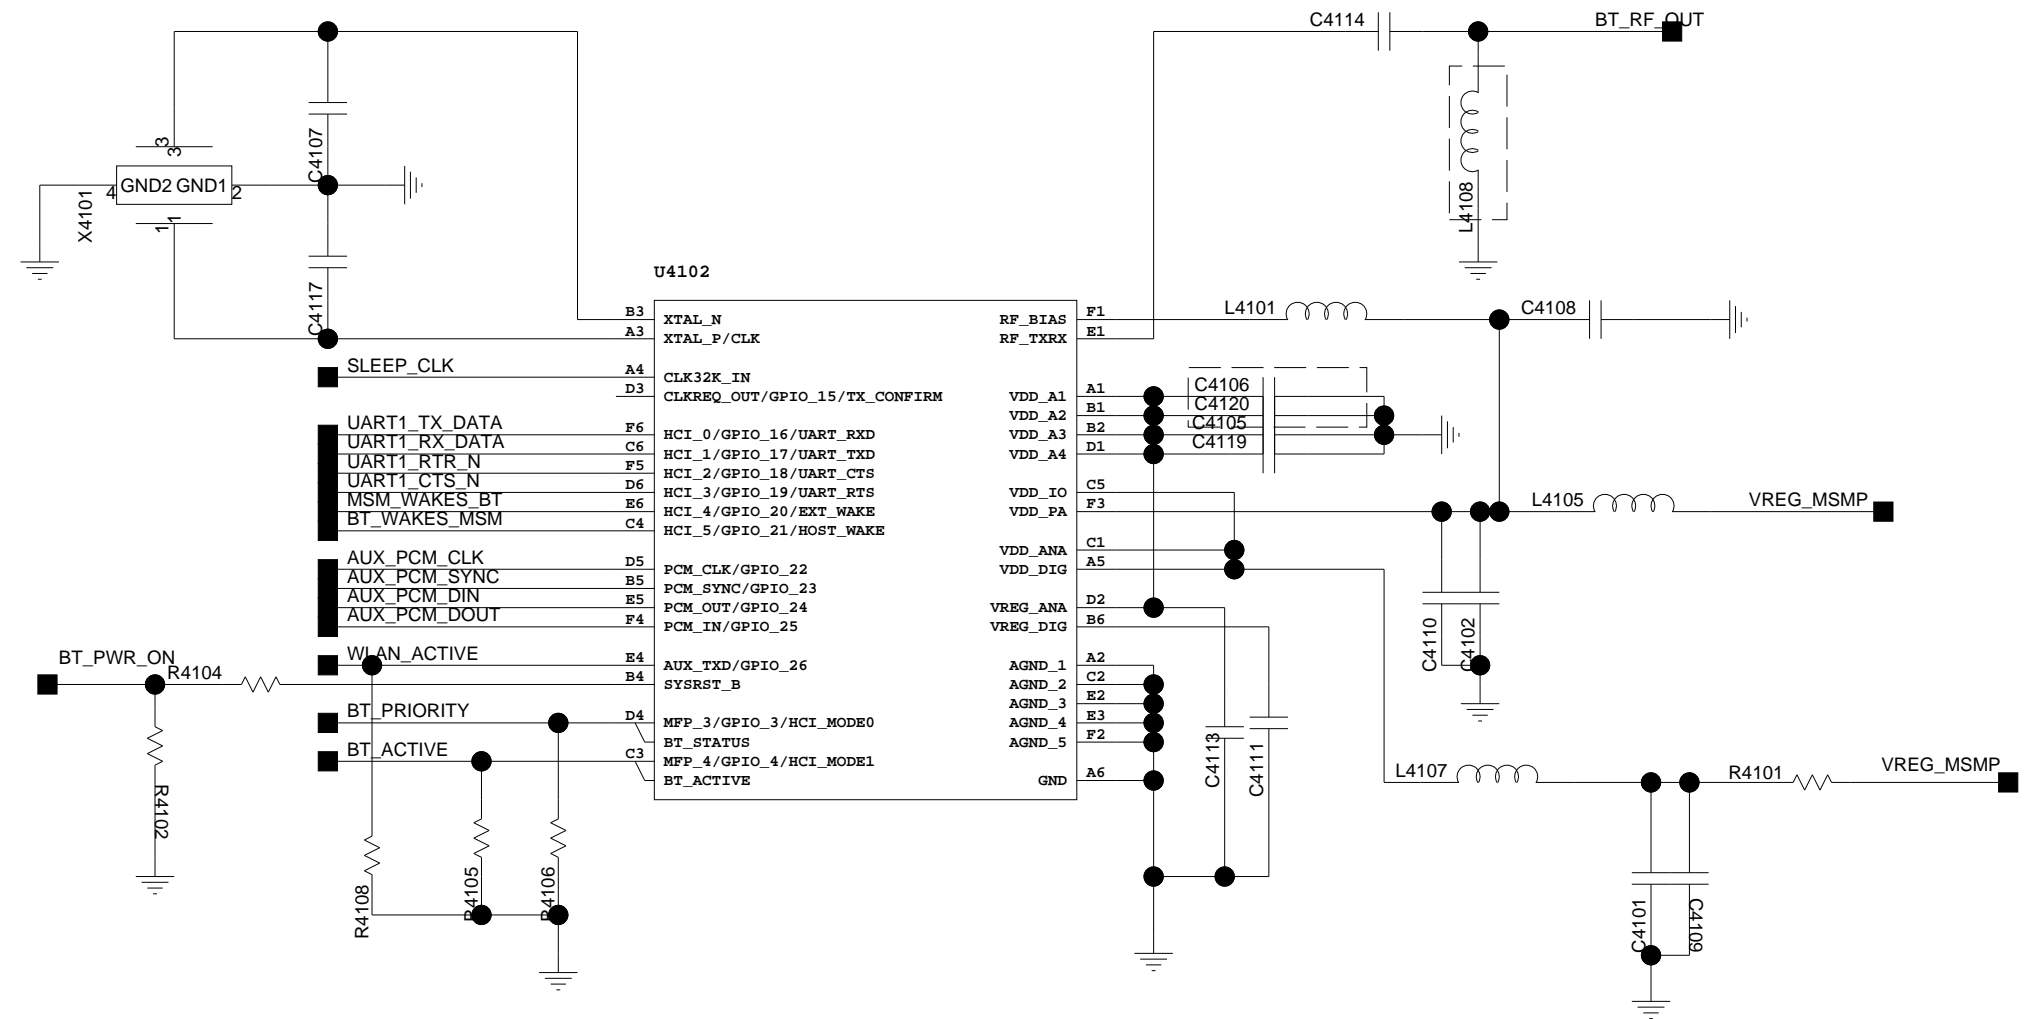 C4114 BT_RF_OUT
C4107
3
3
GND2 GND1
4 2
X4101
1
1
C4117
L4108
U4102
B3 XTAL_N
A3 XTAL_P/CLK
SLEEP_CLK A4 CLK32K_IN
D3 CLKREQ_OUT/GPIO_15/TX_CONFIRM
UART1_TX_DATA F6 HCI_0/GPIO_16/UART_RXD
UART1_RX_DATA C6 HCI_1/GPIO_17/UART_TXD
UART1_RTR_N F5 HCI_2/GPIO_18/UART_CTS
UART1_CTS_N D6 HCI_3/GPIO_19/UART_RTS
MSM_WAKES_BT E6 HCI_4/GPIO_20/EXT_WAKE
BT_WAKES_MSM C4 HCI_5/GPIO_21/HOST_WAKE
AUX_PCM_CLK D5 PCM_CLK/GPIO_22
AUX_PCM_SYNC B5 PCM_SYNC/GPIO_23
AUX_PCM_DIN E5 PCM_OUT/GPIO_24
AUX_PCM_DOUT F4 PCM_IN/GPIO_25
WLAN_ACTIVE E4 AUX_TXD/GPIO_26
BT_PWR_ON R4104 B4 SYSRST_B
BT_PRIORITY D4 MFP_3/GPIO_3/HCI_MODE0
BT_STATUS
BT_ACTIVE C3 MFP_4/GPIO_4/HCI_MODE1
BT_ACTIVE
R4102
R4108
R4105
R4106
RF_BIAS F1 L4101 C4108
RF_TXRX E1
VDD_A1 A1 C4106
VDD_A2 B1 C4120
VDD_A3 B2 C4105
VDD_A4 D1 C4119
VDD_IO C5
VDD_PA F3 L4105 VREG_MSMP
VDD_ANA C1
VDD_DIG A5
VREG_ANA D2
VREG_DIG B6
C4110
C4102
AGND_1 A2
AGND_2 C2
AGND_3 E2
AGND_4 E3
AGND_5 F2
GND A6
C4113
C4111
L4107 R4101 VREG_MSMP
C4101
C4109